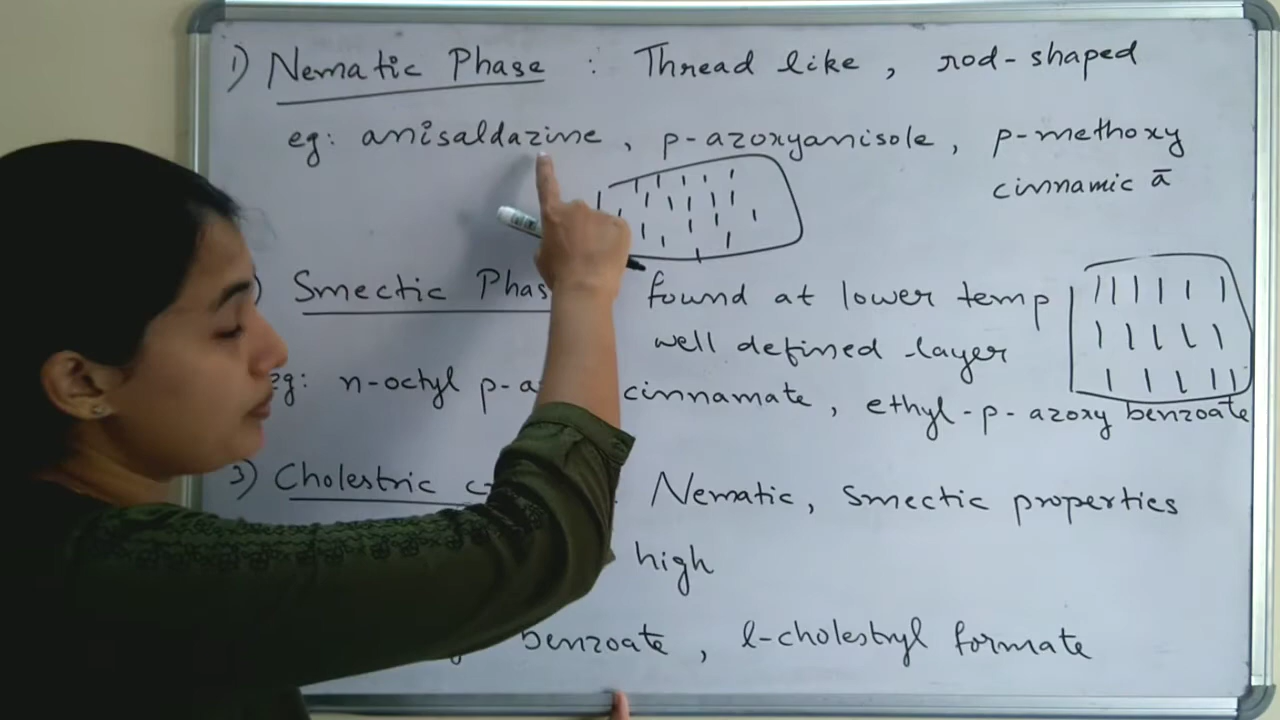 1) Nematic Phase : Thread like, rod-shaped
eg: anisaldazine, p-azoxyanisole, p-methoxy
cinnamic ā
) Smectic Phas found at lower temp
well defined layer
eg: n-octyl p-a cinnamate, ethyl-p-azoxy benzoate
3) Cholestric c Nematic, Smectic properties
high
benzoate, l-cholestryl formate